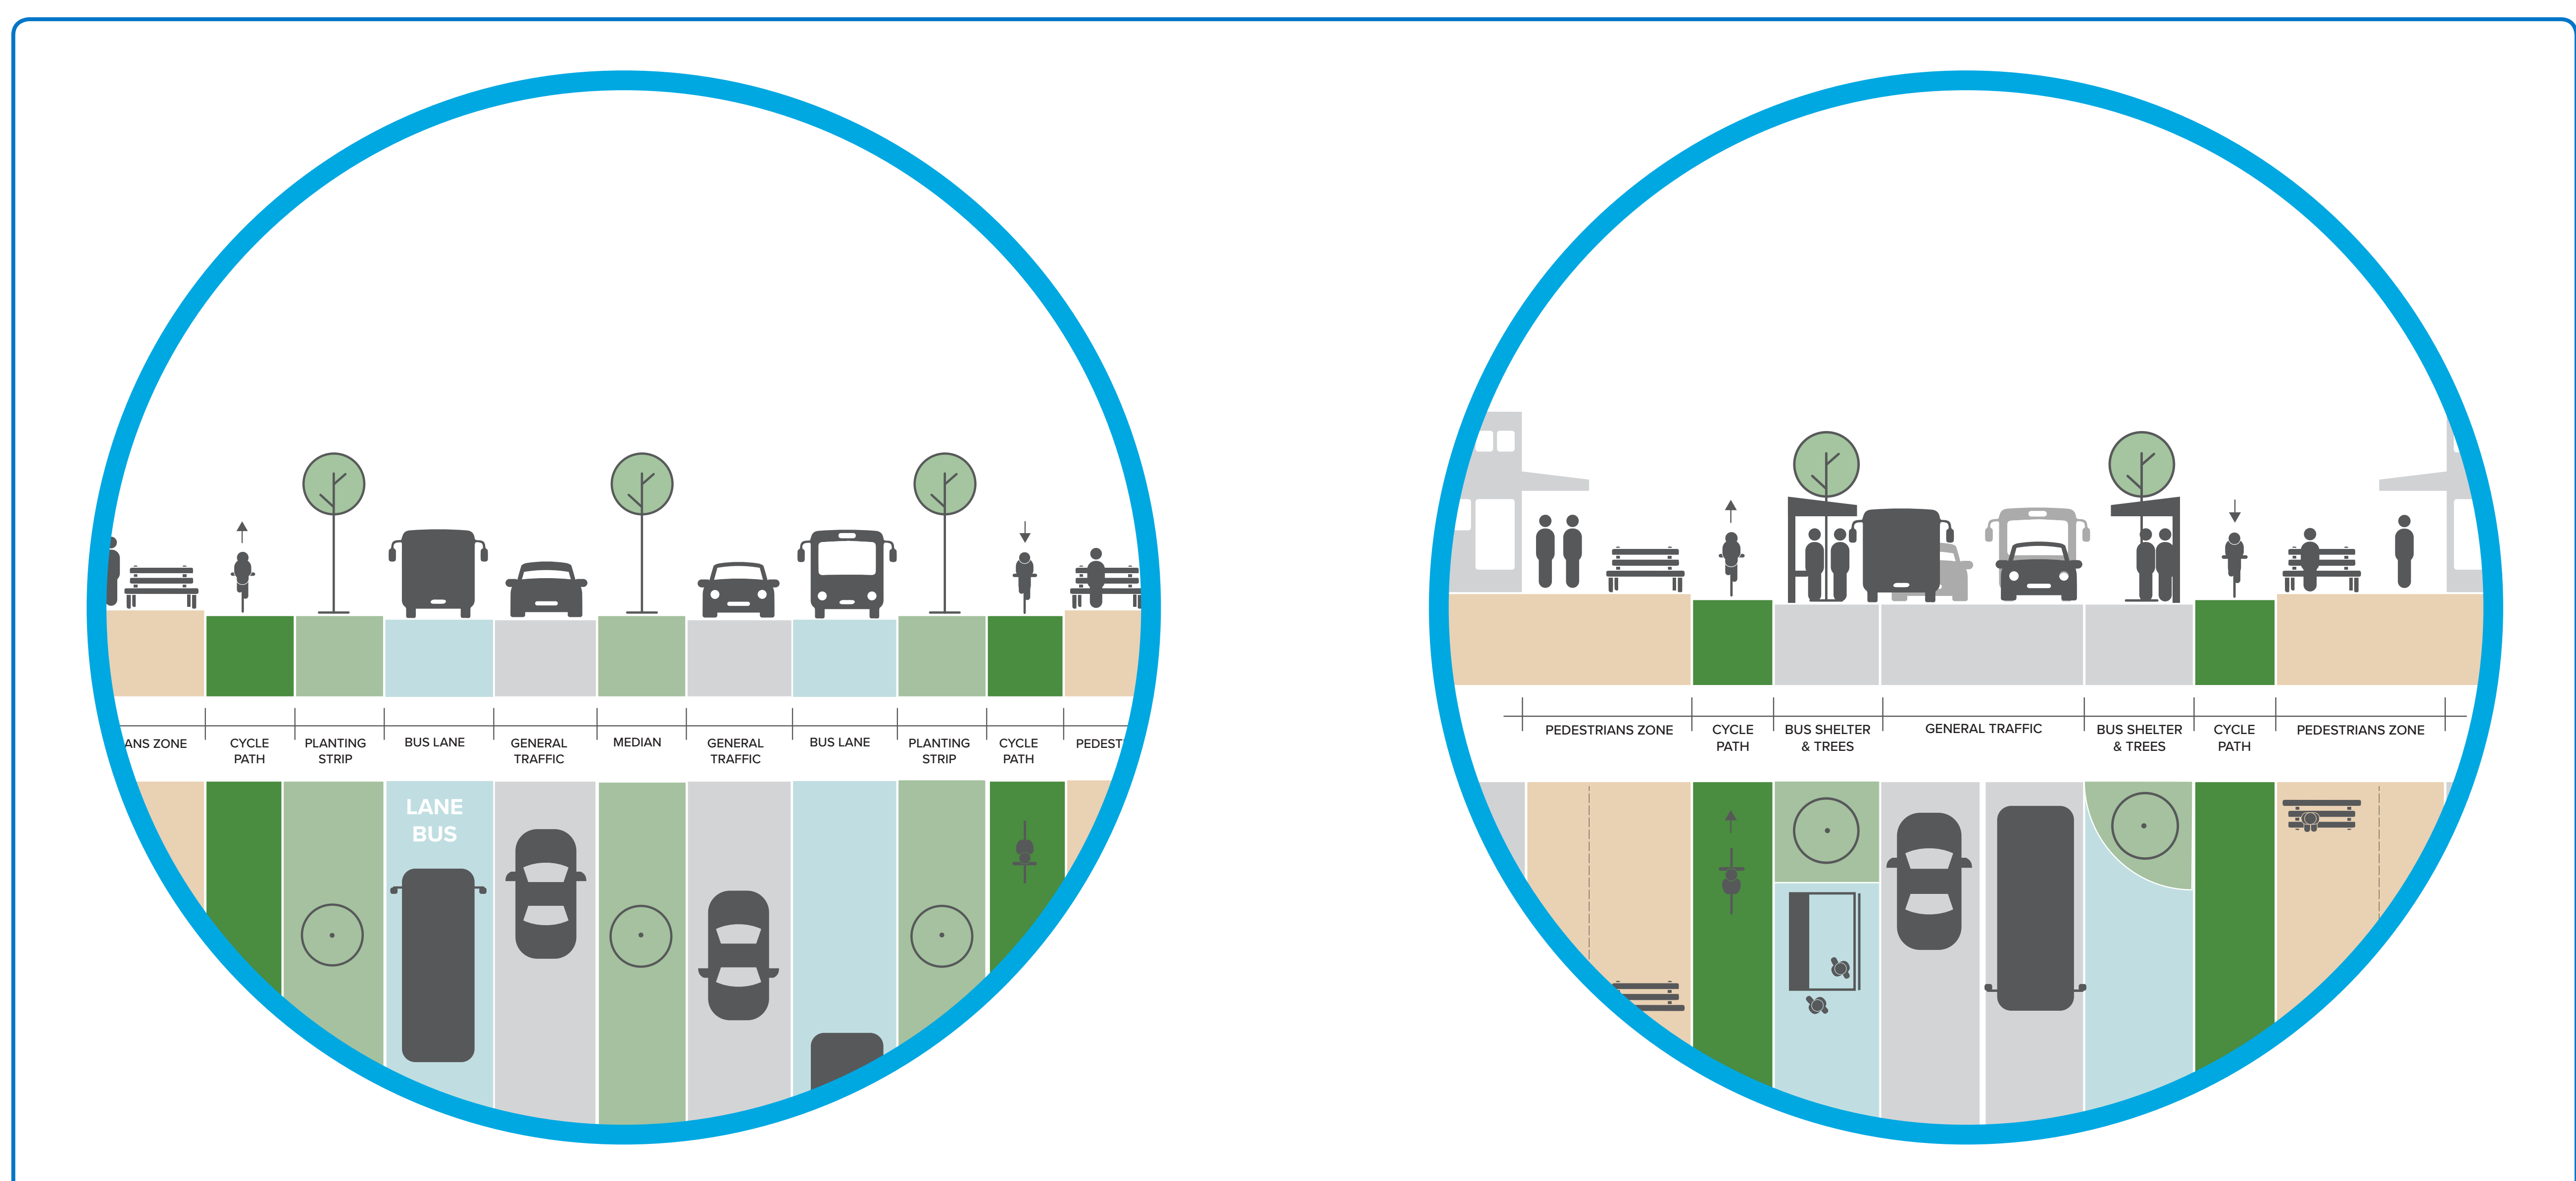 ANS ZONE
CYCLE
PATH
PLANTING
STRIP
BUS LANE
GENERAL
TRAFFIC
MEDIAN
GENERAL
TRAFFIC
BUS LANE
PLANTING
STRIP
CYCLE
PATH
PEDEST
LANE
BUS
PEDESTRIANS ZONE
CYCLE
PATH
BUS SHELTER
& TREES
GENERAL TRAFFIC
BUS SHELTER
& TREES
CYCLE
PATH
PEDESTRIANS ZONE